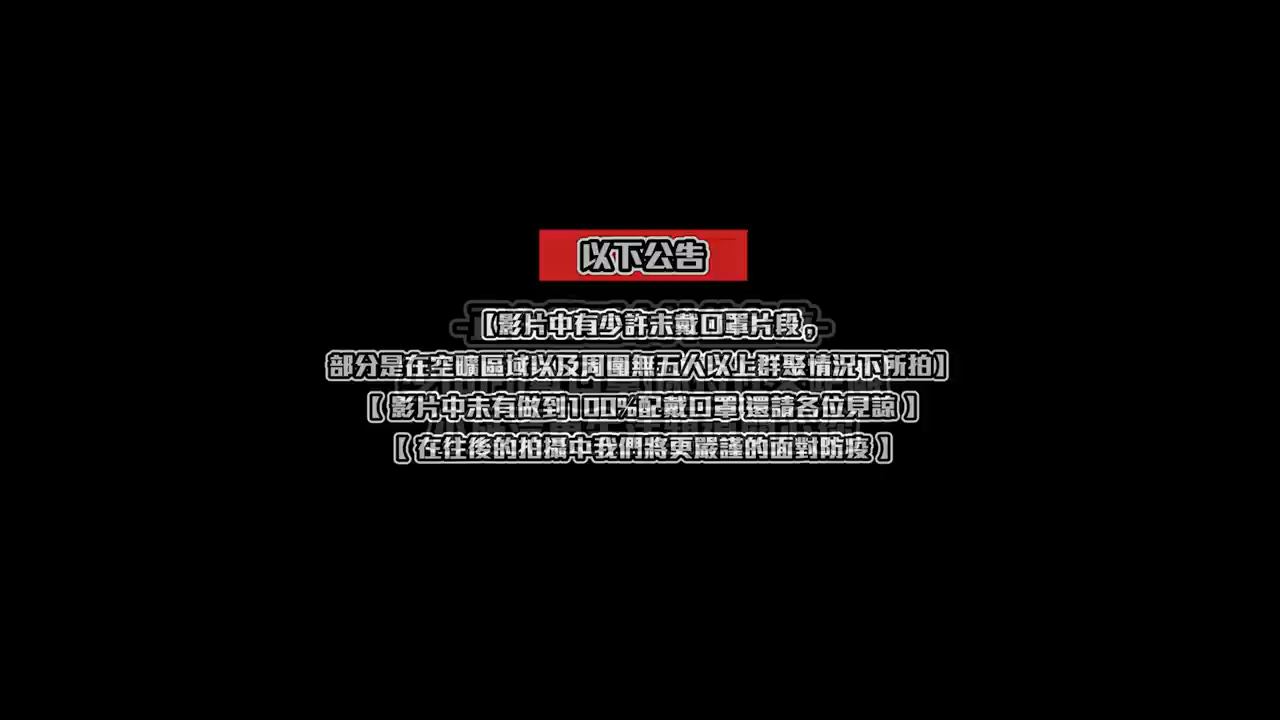 以下公告
【影片中有少許未戴口罩片段，
部分是在空曠區域以及周圍無五人以上群聚情況下所拍】
【影片中未有做到100%配戴口罩 還請各位見諒】
【在往後的拍攝中我們將更嚴謹的面對防疫】